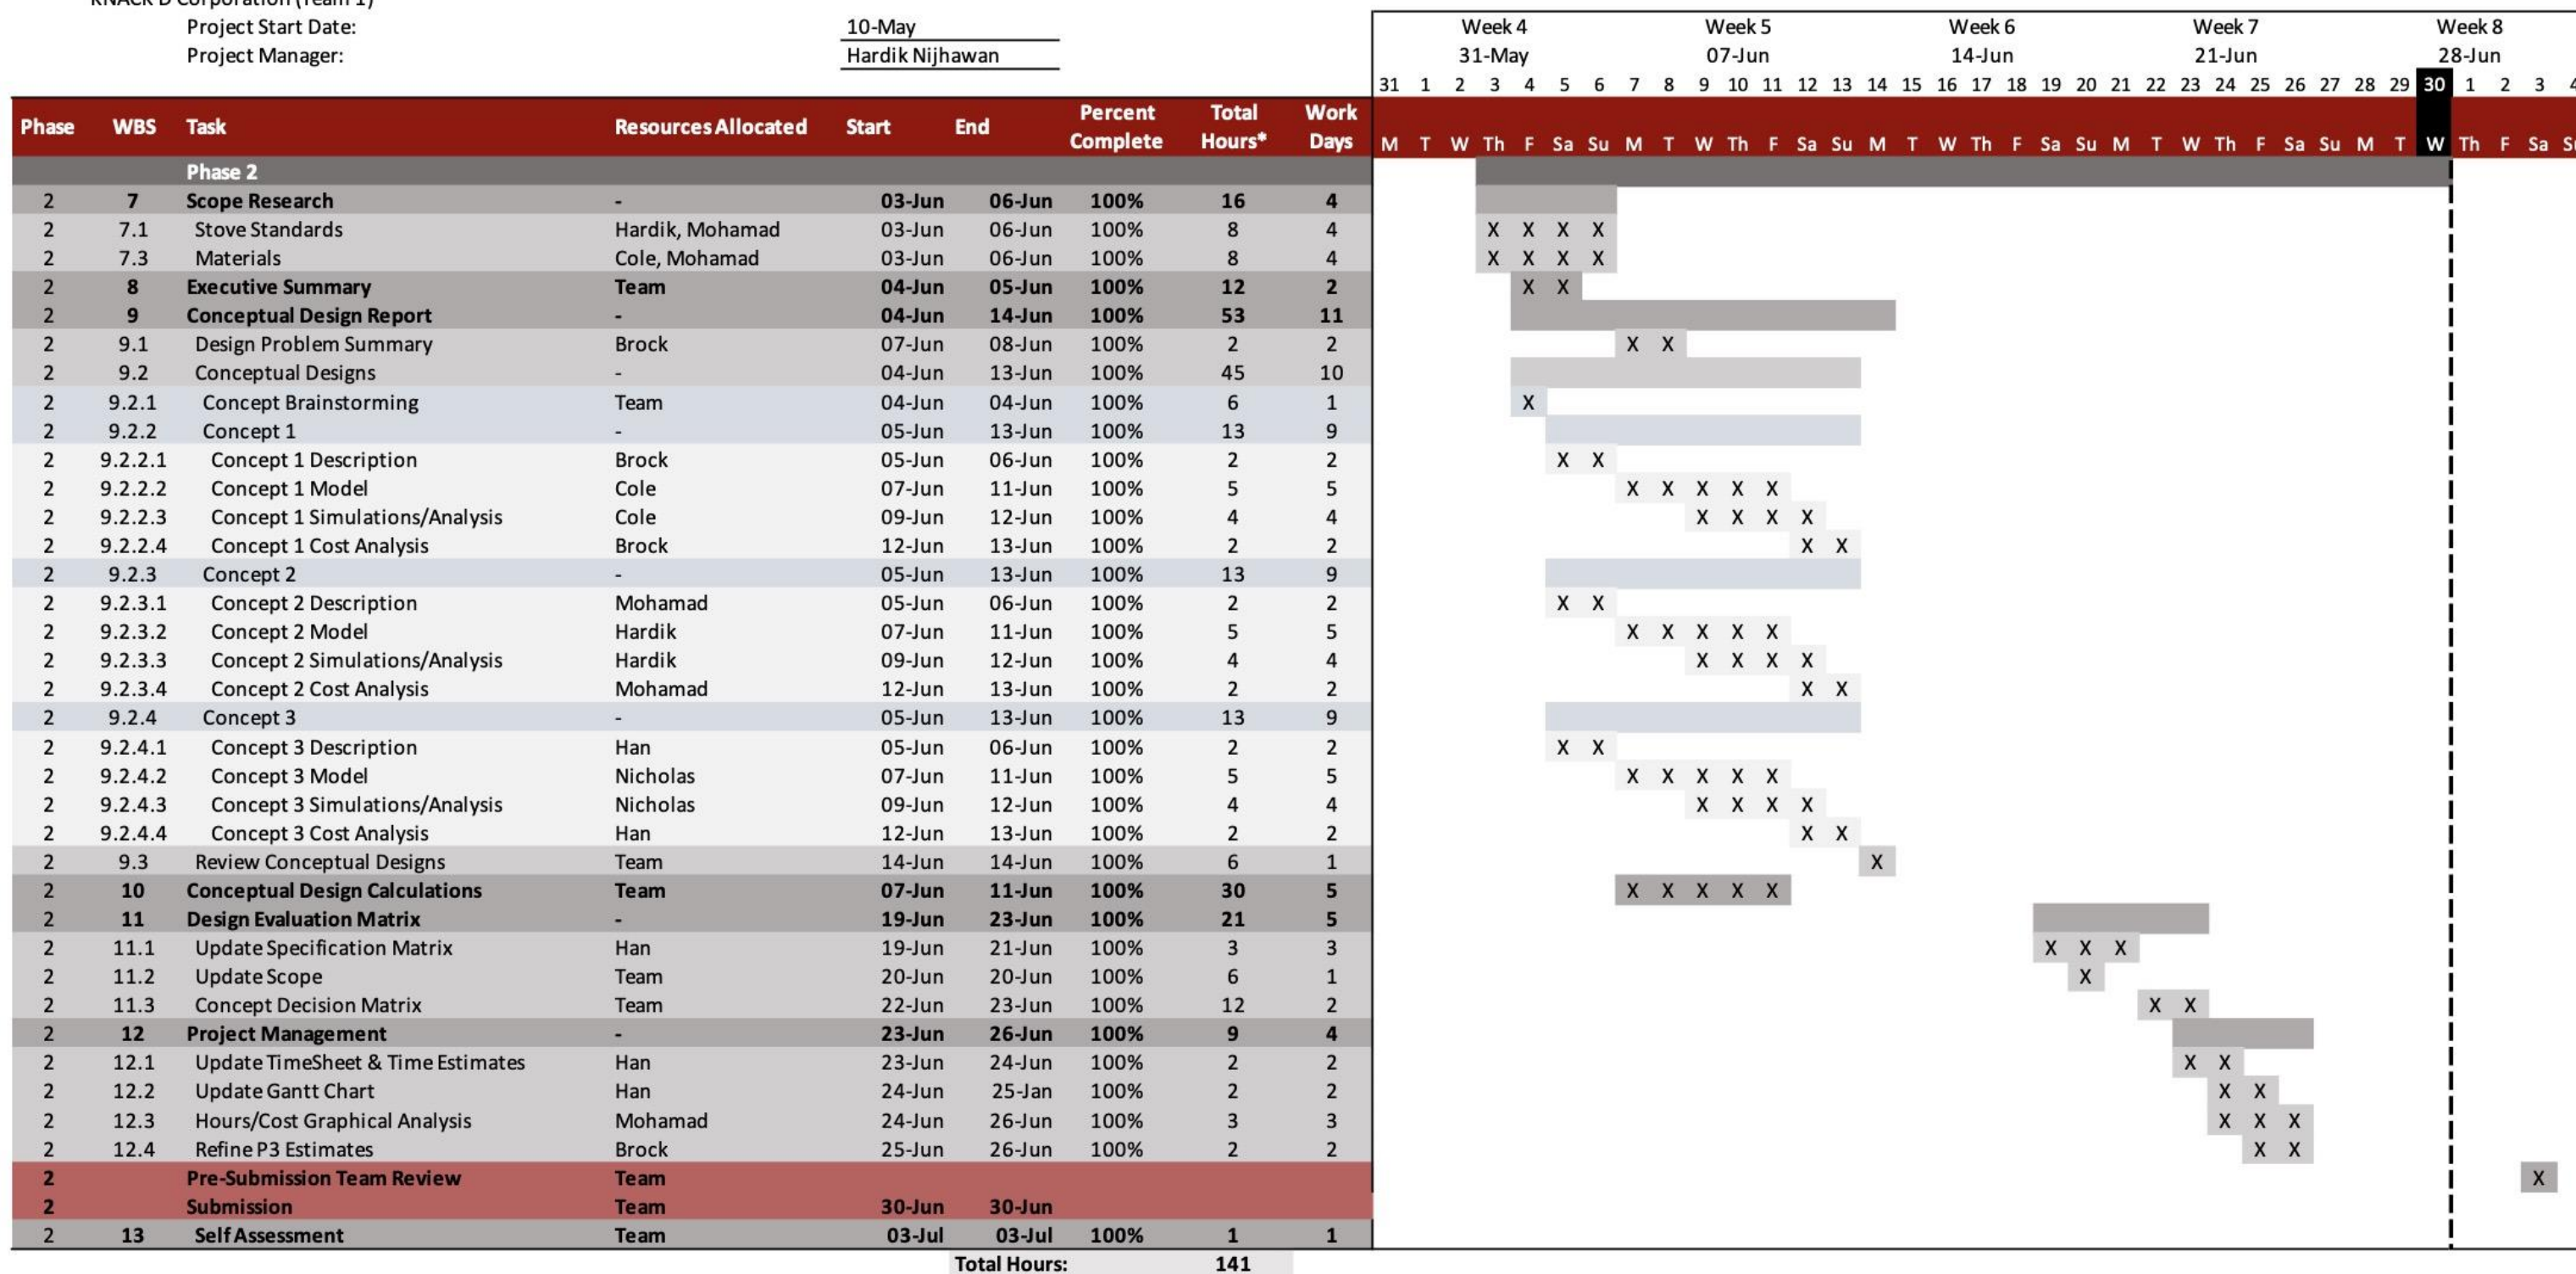 RNACK D Corporation (Team 1)
Project Start Date: 10-May
Project Manager: Hardik Nijhawan
Week 4 Week 5 Week 6 Week 7 Week 8
31-May 07-Jun 14-Jun 21-Jun 28-Jun
31 1 2 3 4 5 6 7 8 9 10 11 12 13 14 15 16 17 18 19 20 21 22 23 24 25 26 27 28 29 30 1 2 3 4
Phase WBS Task Resources Allocated Start End Percent Complete Total Hours* Work Days M T W Th F Sa Su M T W Th F Sa Su M T W Th F Sa Su M T W Th F Sa Su M T W Th F Sa Su
Phase 2
2 7 Scope Research - 03-Jun 06-Jun 100% 16 4
2 7.1 Stove Standards Hardik, Mohamad 03-Jun 06-Jun 100% 8 4 X X X X
2 7.3 Materials Cole, Mohamad 03-Jun 06-Jun 100% 8 4 X X X X
2 8 Executive Summary Team 04-Jun 05-Jun 100% 12 2 X X
2 9 Conceptual Design Report - 04-Jun 14-Jun 100% 53 11
2 9.1 Design Problem Summary Brock 07-Jun 08-Jun 100% 2 2 X X
2 9.2 Conceptual Designs - 04-Jun 13-Jun 100% 45 10
2 9.2.1 Concept Brainstorming Team 04-Jun 04-Jun 100% 6 1 X
2 9.2.2 Concept 1 - 05-Jun 13-Jun 100% 13 9
2 9.2.2.1 Concept 1 Description Brock 05-Jun 06-Jun 100% 2 2 X X
2 9.2.2.2 Concept 1 Model Cole 07-Jun 11-Jun 100% 5 5 X X X X X
2 9.2.2.3 Concept 1 Simulations/Analysis Cole 09-Jun 12-Jun 100% 4 4 X X X X
2 9.2.2.4 Concept 1 Cost Analysis Brock 12-Jun 13-Jun 100% 2 2 X X
2 9.2.3 Concept 2 - 05-Jun 13-Jun 100% 13 9
2 9.2.3.1 Concept 2 Description Mohamad 05-Jun 06-Jun 100% 2 2 X X
2 9.2.3.2 Concept 2 Model Hardik 07-Jun 11-Jun 100% 5 5 X X X X X
2 9.2.3.3 Concept 2 Simulations/Analysis Hardik 09-Jun 12-Jun 100% 4 4 X X X X
2 9.2.3.4 Concept 2 Cost Analysis Mohamad 12-Jun 13-Jun 100% 2 2 X X
2 9.2.4 Concept 3 - 05-Jun 13-Jun 100% 13 9
2 9.2.4.1 Concept 3 Description Han 05-Jun 06-Jun 100% 2 2 X X
2 9.2.4.2 Concept 3 Model Nicholas 07-Jun 11-Jun 100% 5 5 X X X X X
2 9.2.4.3 Concept 3 Simulations/Analysis Nicholas 09-Jun 12-Jun 100% 4 4 X X X X
2 9.2.4.4 Concept 3 Cost Analysis Han 12-Jun 13-Jun 100% 2 2 X X
2 9.3 Review Conceptual Designs Team 14-Jun 14-Jun 100% 6 1 X
2 10 Conceptual Design Calculations Team 07-Jun 11-Jun 100% 30 5 X X X X X
2 11 Design Evaluation Matrix - 19-Jun 23-Jun 100% 21 5
2 11.1 Update Specification Matrix Han 19-Jun 21-Jun 100% 3 3 X X X
2 11.2 Update Scope Team 20-Jun 20-Jun 100% 6 1 X
2 11.3 Concept Decision Matrix Team 22-Jun 23-Jun 100% 12 2 X X
2 12 Project Management - 23-Jun 26-Jun 100% 9 4
2 12.1 Update TimeSheet & Time Estimates Han 23-Jun 24-Jun 100% 2 2 X X
2 12.2 Update Gantt Chart Han 24-Jun 25-Jan 100% 2 2 X X
2 12.3 Hours/Cost Graphical Analysis Mohamad 24-Jun 26-Jun 100% 3 3 X X X
2 12.4 Refine P3 Estimates Brock 25-Jun 26-Jun 100% 2 2 X X
2 Pre-Submission Team Review Team X
2 Submission Team 30-Jun 30-Jun
2 13 Self Assessment Team 03-Jul 03-Jul 100% 1 1
Total Hours: 141